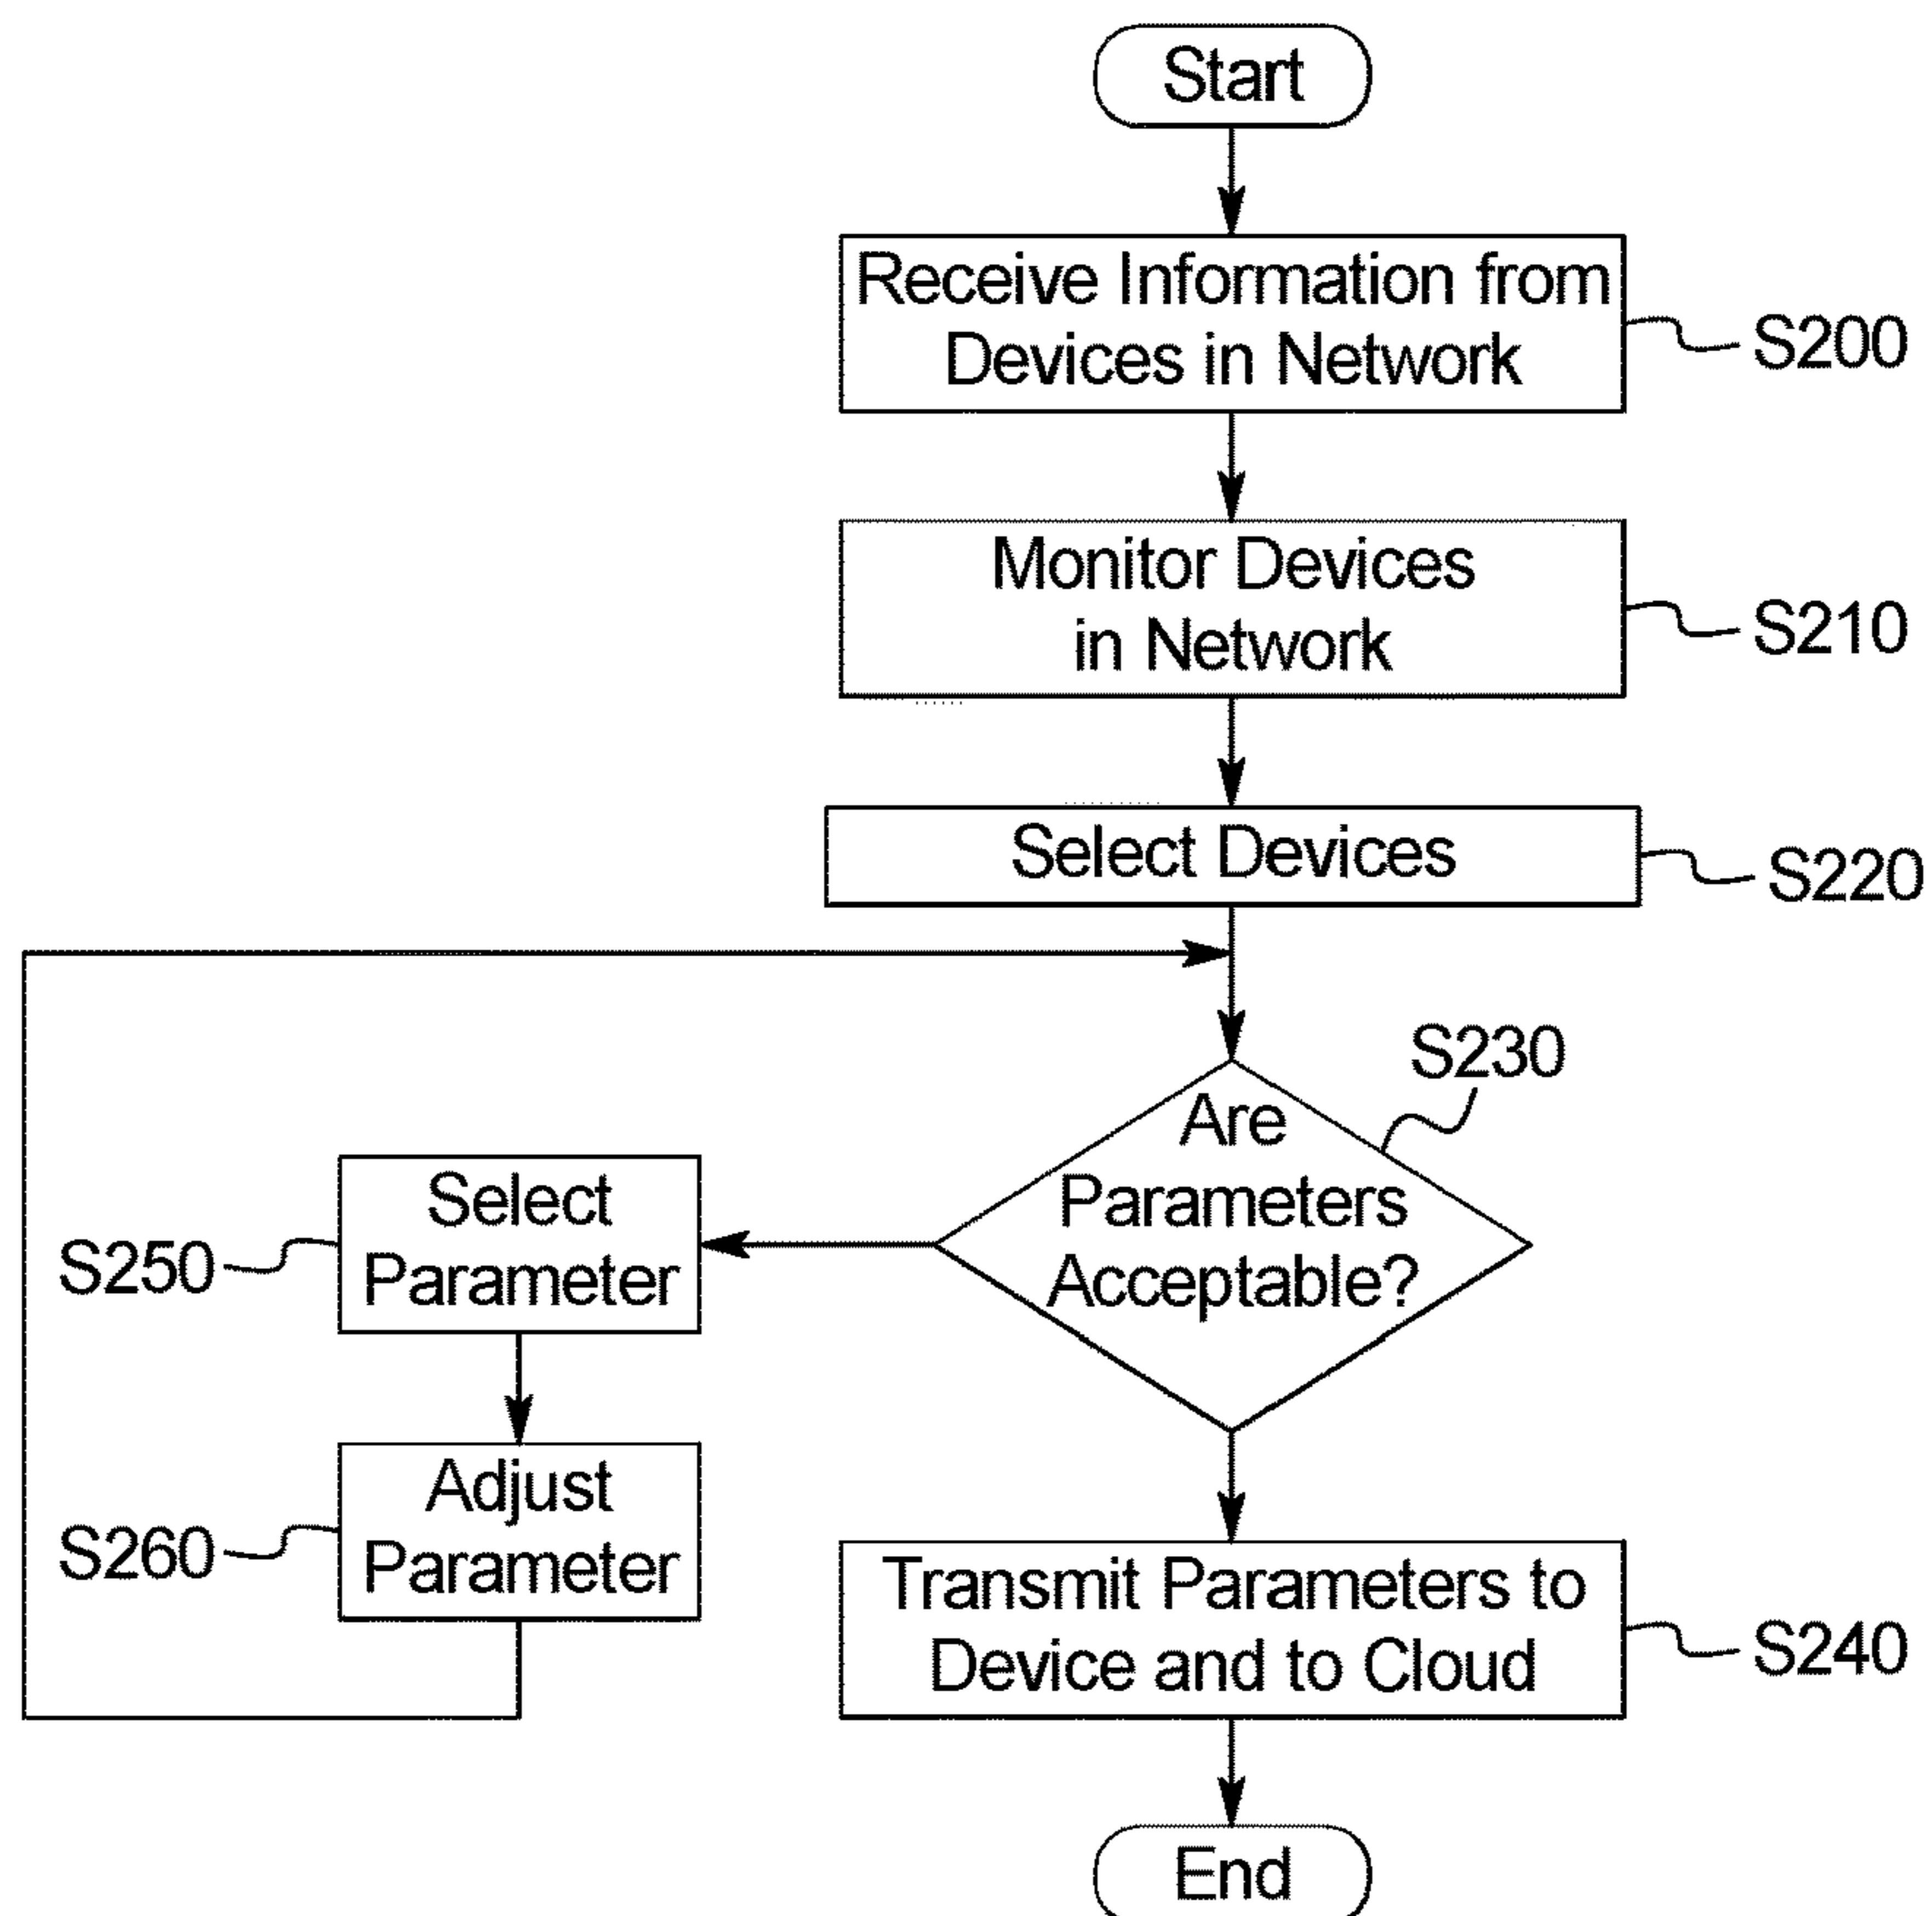 Start
Receive Information from
Devices in Network
S200
Monitor Devices
in Network
S210
Select Devices
S220
S230
Are
Parameters
Acceptable?
Select
Parameter
S250
Adjust
Parameter
S260
Transmit Parameters to
Device and to Cloud
S240
End